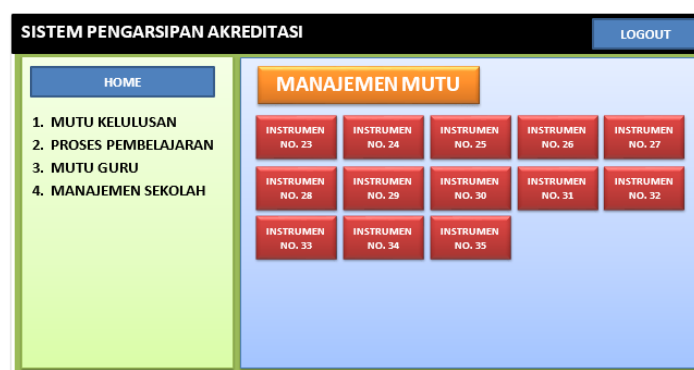 SISTEM PENGARSIPAN AKREDITASI
LOGOUT
HOME
1. MUTU KELULUSAN
2. PROSES PEMBELAJARAN
3. MUTU GURU
4. MANAJEMEN SEKOLAH
MANAJEMEN MUTU
INSTRUMEN
NO. 23
INSTRUMEN
NO. 24
INSTRUMEN
NO. 25
INSTRUMEN
NO. 26
INSTRUMEN
NO. 27
INSTRUMEN
NO. 28
INSTRUMEN
NO. 29
INSTRUMEN
NO. 30
INSTRUMEN
NO. 31
INSTRUMEN
NO. 32
INSTRUMEN
NO. 33
INSTRUMEN
NO. 34
INSTRUMEN
NO. 35